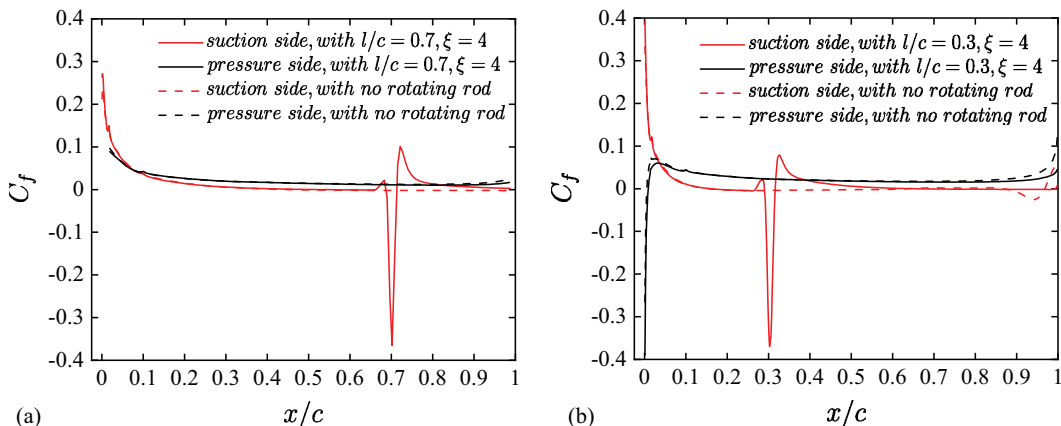 suction side, with l/c = 0.7, ξ = 4
pressure side, with l/c = 0.7, ξ = 4
suction side, with no rotating rod
pressure side, with no rotating rod
0.4
0.3
0.2
0.1
0
-0.1
-0.2
-0.3
-0.4
C_f
0 0.1 0.2 0.3 0.4 0.5 0.6 0.7 0.8 0.9 1
x/c
(a)
suction side, with l/c = 0.3, ξ = 4
pressure side, with l/c = 0.3, ξ = 4
suction side, with no rotating rod
pressure side, with no rotating rod
0.4
0.3
0.2
0.1
0
-0.1
-0.2
-0.3
-0.4
C_f
0 0.1 0.2 0.3 0.4 0.5 0.6 0.7 0.8 0.9 1
x/c
(b)